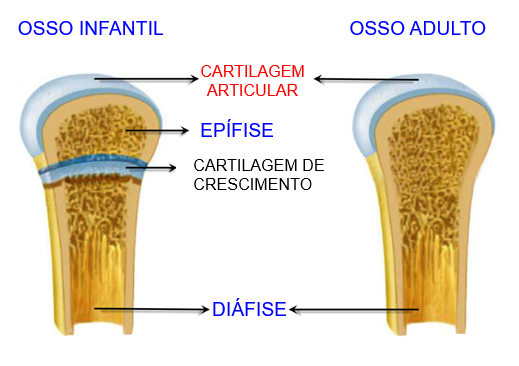 OSSO INFANTIL
OSSO ADULTO
CARTILAGEM
ARTICULAR
EPÍFISE
CARTILAGEM DE
CRESCIMENTO
DIÁFISE